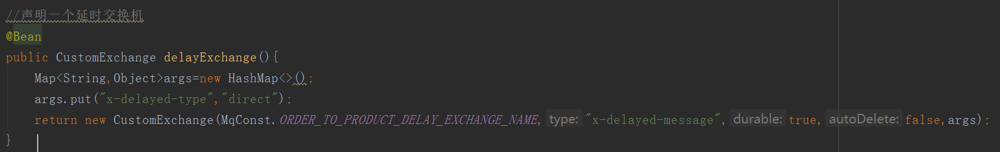 //声明一个延时交换机
@Bean
public CustomExchange delayExchange(){
    Map<String,Object>args=new HashMap<>();
    args.put("x-delayed-type","direct");
    return new CustomExchange(MqConst.ORDER_TO_PRODUCT_DELAY_EXCHANGE_NAME, type: "x-delayed-message", durable: true, autoDelete: false,args);
}